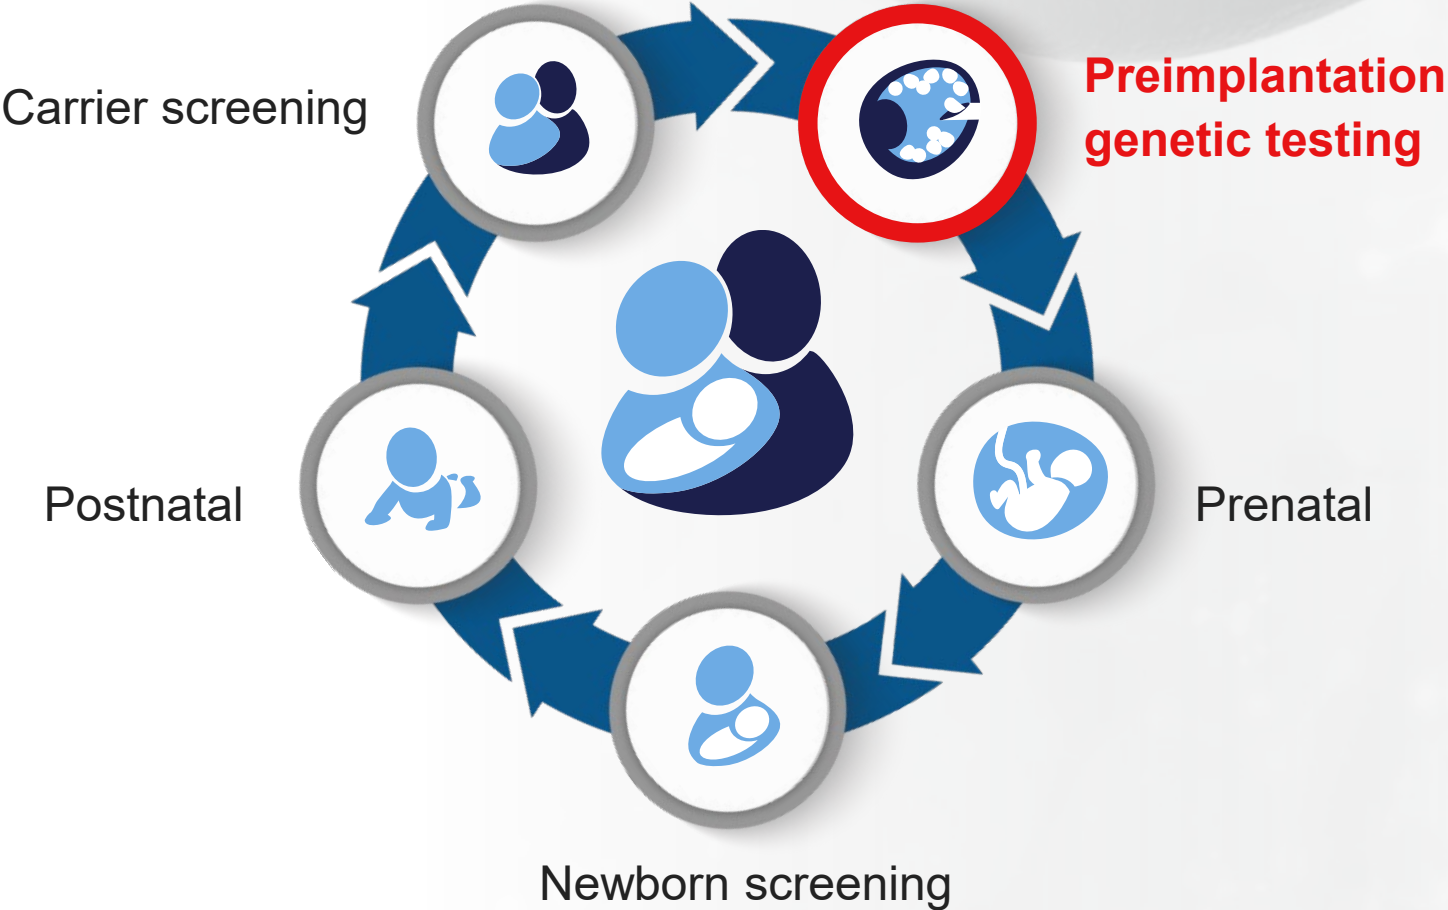 Carrier screening
Preimplantation
genetic testing
Postnatal
Prenatal
Newborn screening